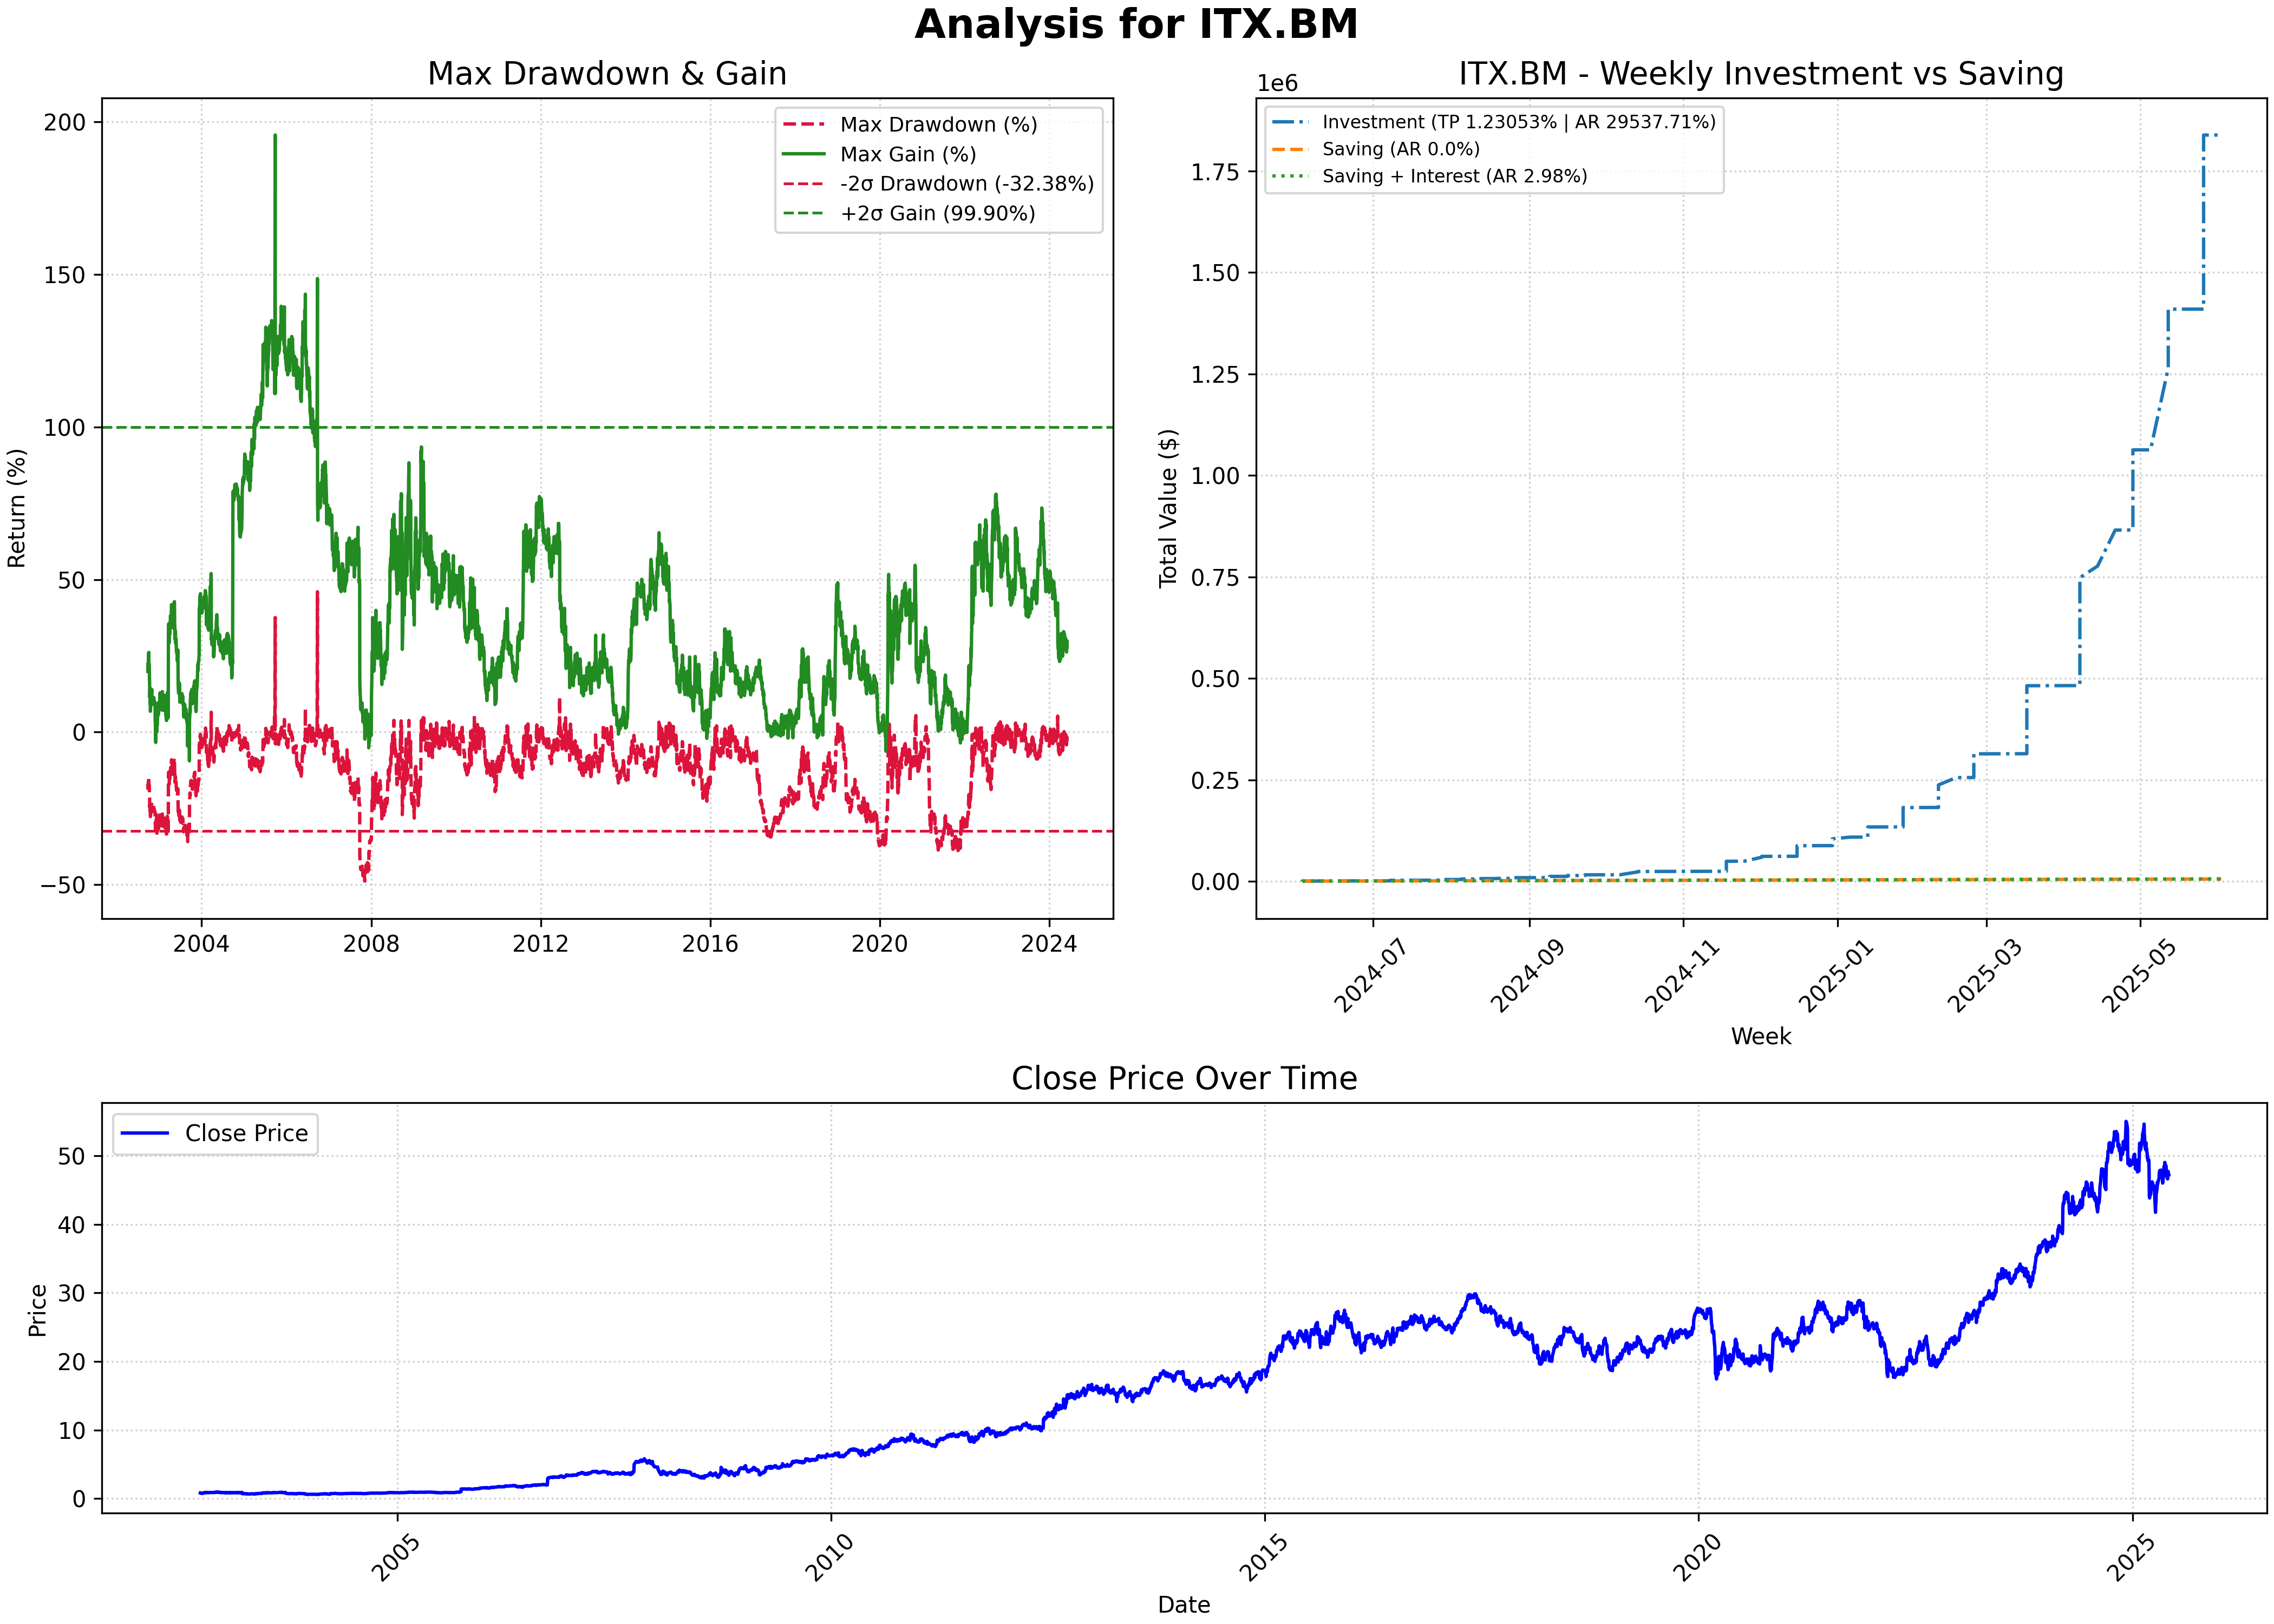 Analysis for ITX.BM
Max Drawdown & Gain
Return (%)
200
150
100
50
0
−50
2004
2008
2012
2016
2020
2024
Max Drawdown (%)
Max Gain (%)
-2σ Drawdown (-32.38%)
+2σ Gain (99.90%)
ITX.BM - Weekly Investment vs Saving
1e6
Total Value ($)
1.75
1.50
1.25
1.00
0.75
0.50
0.25
0.00
Investment (TP 1.23053% | AR 29537.71%)
Saving (AR 0.0%)
Saving + Interest (AR 2.98%)
2024-07
2024-09
2024-11
2025-01
2025-03
2025-05
Week
Close Price Over Time
Close Price
Price
50
40
30
20
10
0
2005
2010
2015
2020
2025
Date